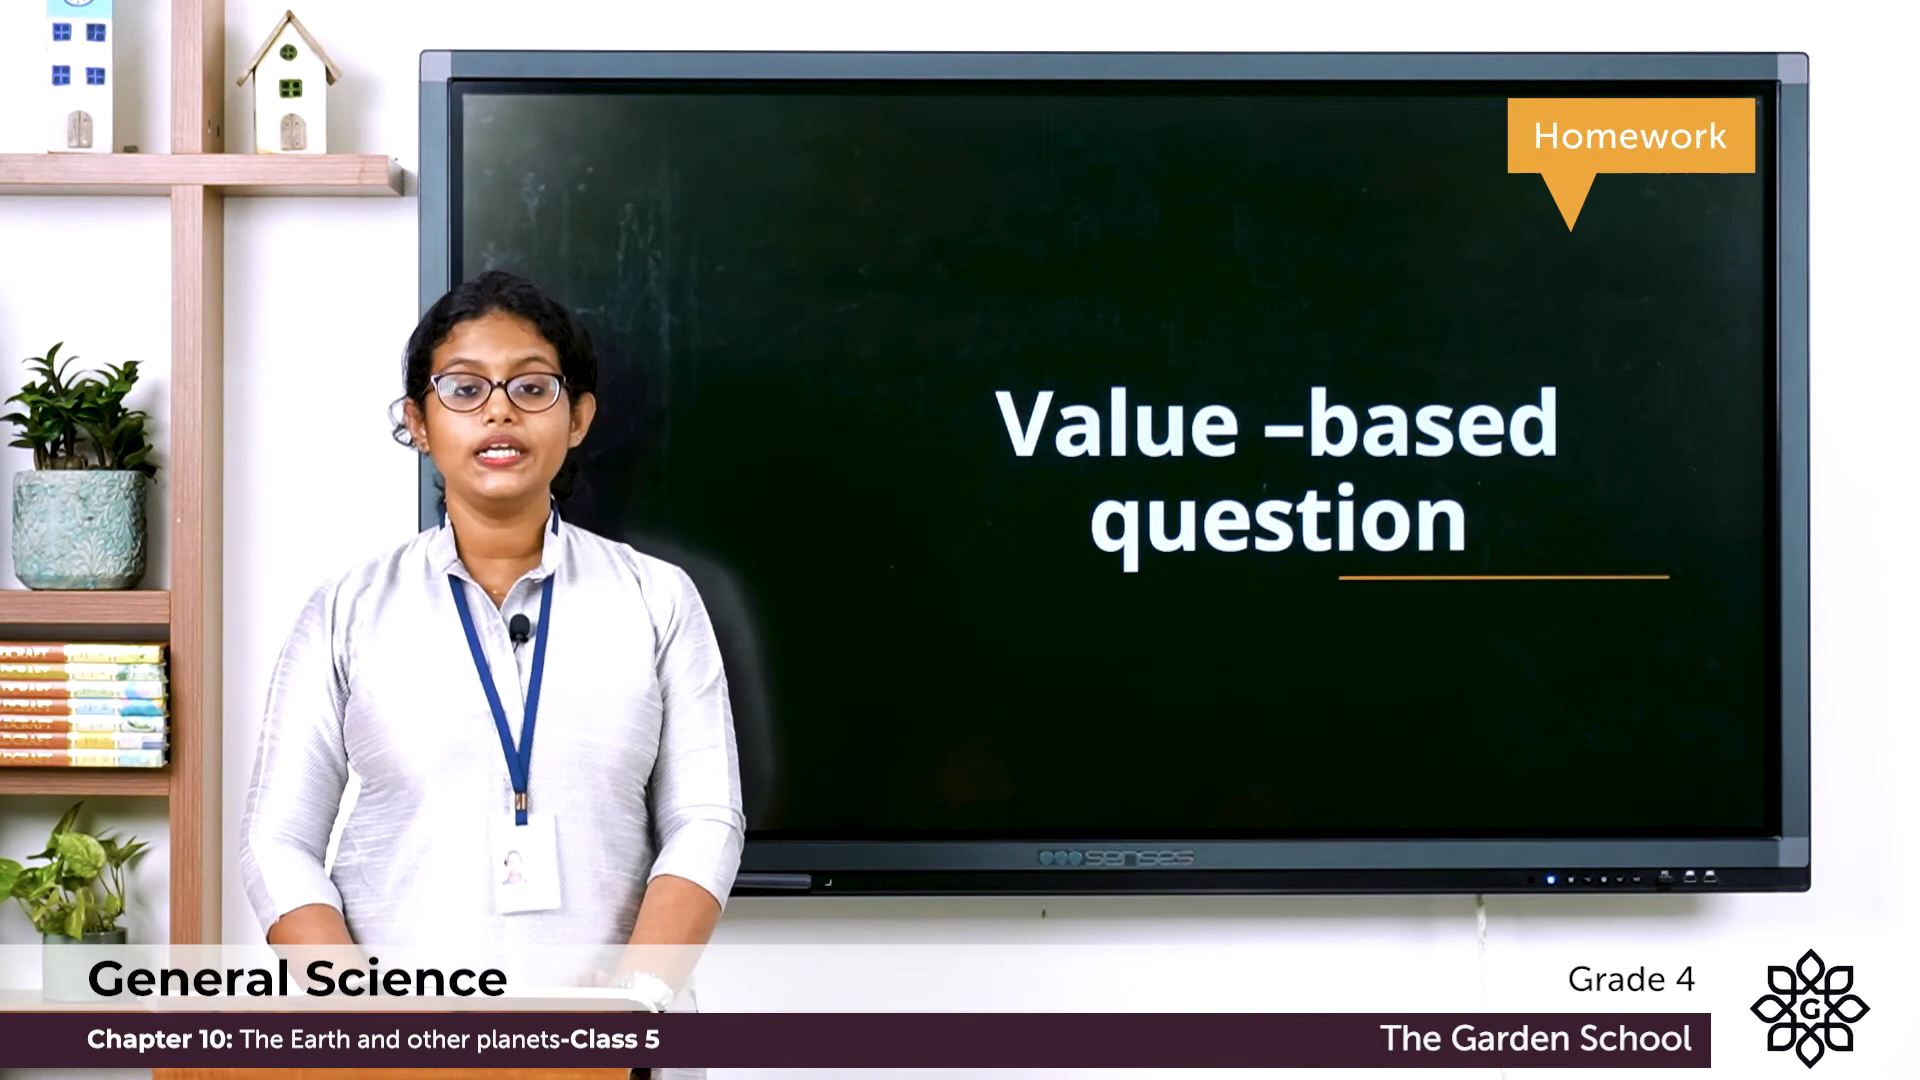 Homework
Value –based
question
senses
General Science
Grade 4
Chapter 10: The Earth and other planets-Class 5
The Garden School
G